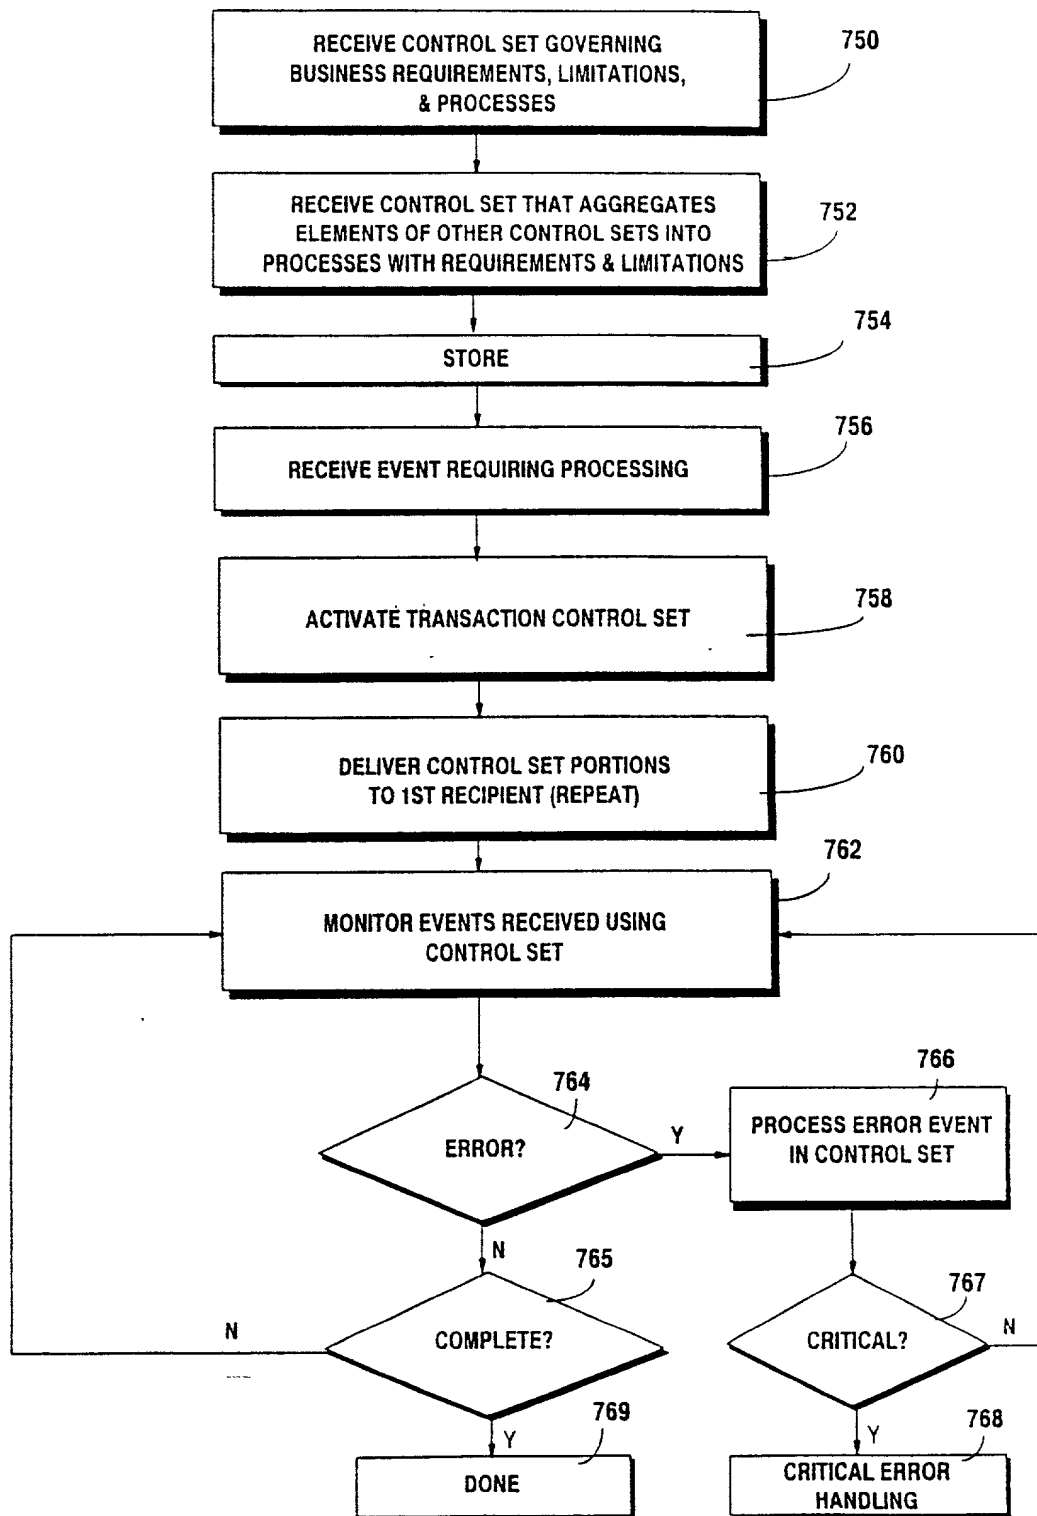 RECEIVE CONTROL SET GOVERNING
BUSINESS REQUIREMENTS, LIMITATIONS,
& PROCESSES
750
RECEIVE CONTROL SET THAT AGGREGATES
ELEMENTS OF OTHER CONTROL SETS INTO
PROCESSES WITH REQUIREMENTS & LIMITATIONS
752
STORE
754
RECEIVE EVENT REQUIRING PROCESSING
756
ACTIVATE TRANSACTION CONTROL SET
758
DELIVER CONTROL SET PORTIONS
TO 1ST RECIPIENT (REPEAT)
760
MONITOR EVENTS RECEIVED USING
CONTROL SET
762
ERROR?
764
Y
PROCESS ERROR EVENT
IN CONTROL SET
766
N
COMPLETE?
765
N
CRITICAL?
767
N
Y
DONE
769
Y
CRITICAL ERROR
HANDLING
768